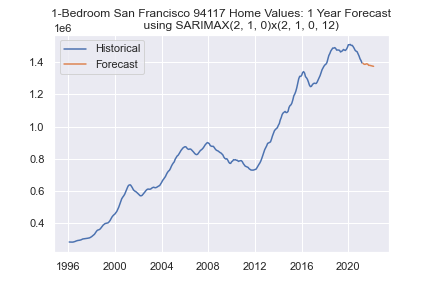 1-Bedroom San Francisco 94117 Home Values: 1 Year Forecast
using SARIMAX(2, 1, 0)x(2, 1, 0, 12)
1e6
Historical
Forecast
1.4
1.2
1.0
0.8
0.6
0.4
1996
2000
2004
2008
2012
2016
2020